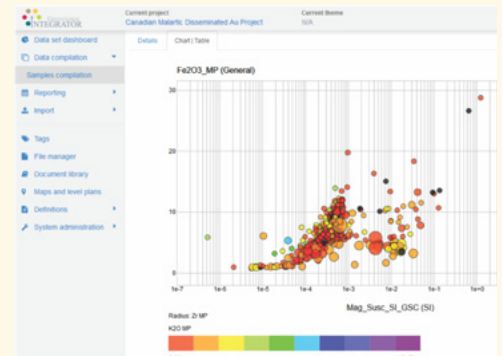 INTEGRATOR
Current project
Canadian Malartic Disseminated Au Project
Current theme
N/A
Data set dashboard
Data compilation
Samples compilation
Reporting
Import
Tags
File manager
Document library
Maps and level plans
Definitions
System administration
Details
Chart | Table
Fe2O3_MP (General)
30
20
10
0
1e-7
1e-6
1e-5
1e-4
1e-3
1e-2
1e-1
1e+0
Mag_Susc_SI_GSC (SI)
Radius: Zr MP
K2O MP